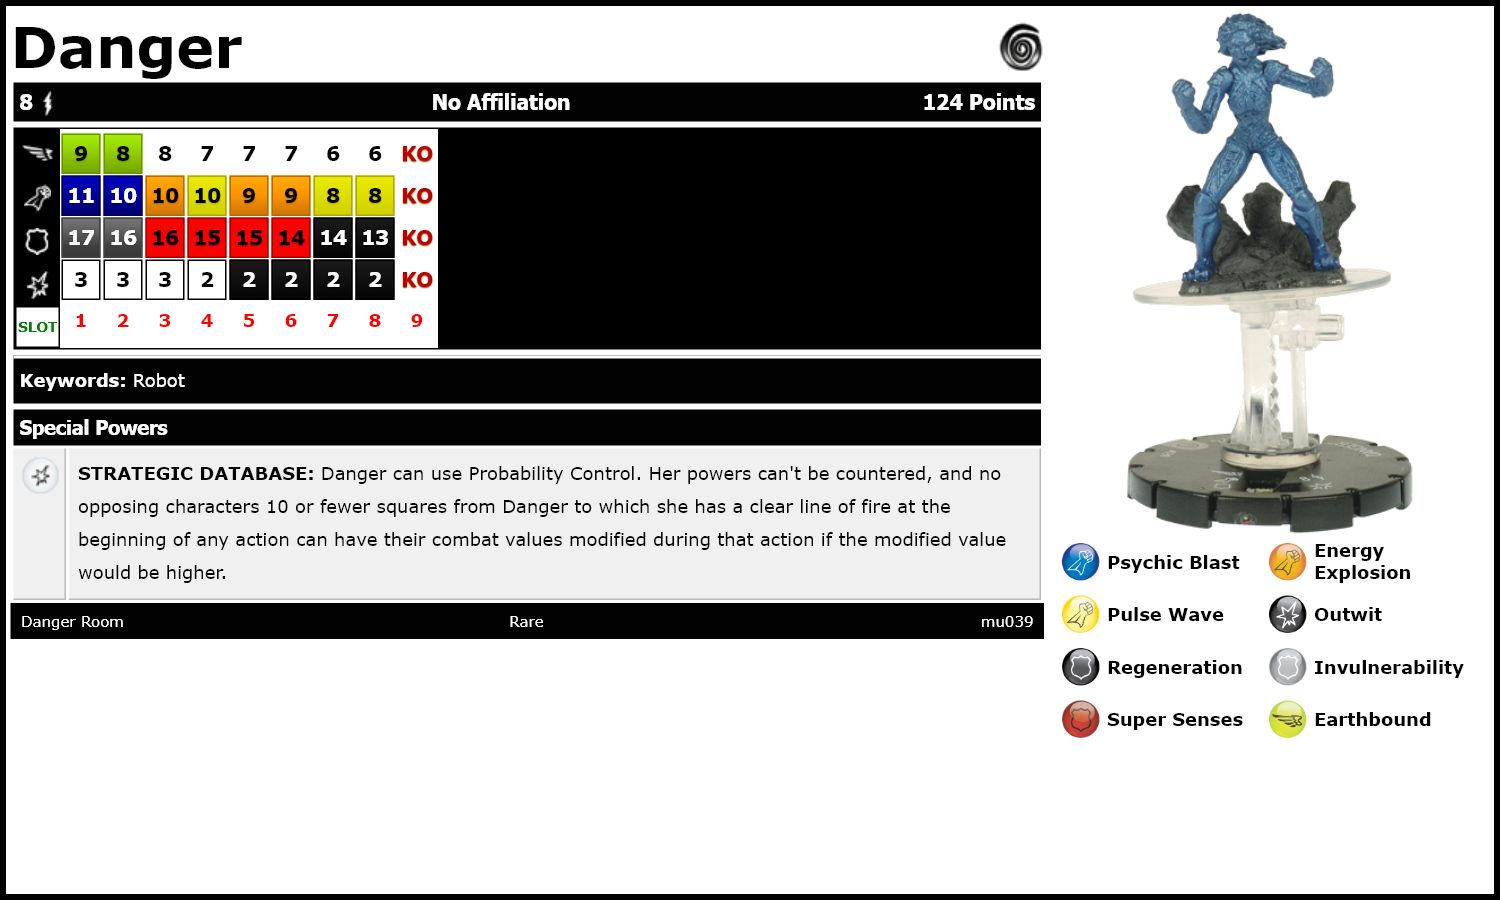 Danger
8 No Affiliation 124 Points
9 8 8 7 7 7 6 6 KO
11 10 10 10 9 9 8 8 KO
17 16 16 15 15 14 14 13 KO
3 3 3 2 2 2 2 2 KO
SLOT 1 2 3 4 5 6 7 8 9
Keywords: Robot
Special Powers
STRATEGIC DATABASE: Danger can use Probability Control. Her powers can't be countered, and no
opposing characters 10 or fewer squares from Danger to which she has a clear line of fire at the
beginning of any action can have their combat values modified during that action if the modified value
would be higher.
Danger Room Rare mu039
Psychic Blast
Energy
Explosion
Pulse Wave
Outwit
Regeneration
Invulnerability
Super Senses
Earthbound